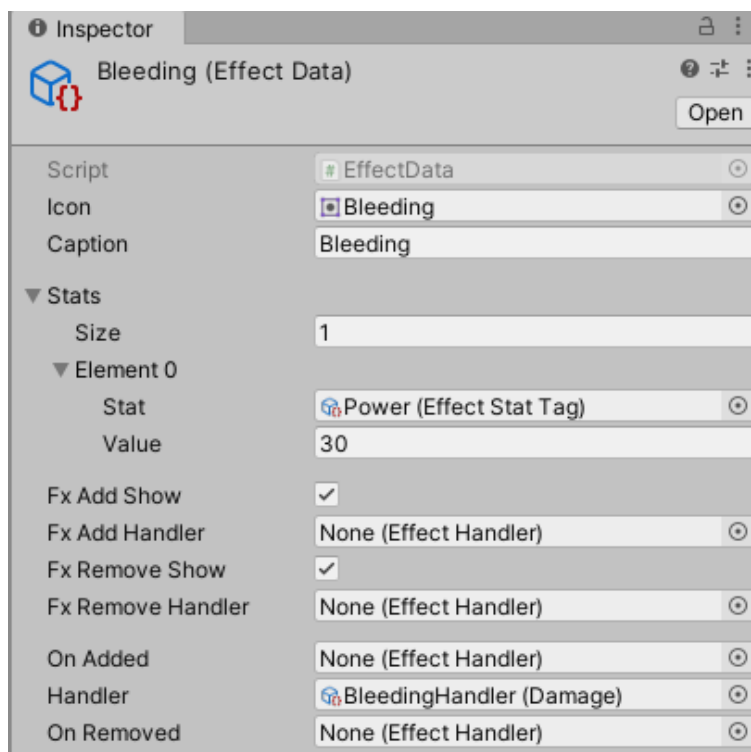 Inspector
Bleeding (Effect Data)
Open
Script EffectData
Icon Bleeding
Caption Bleeding
Stats
Size 1
Element 0
Stat Power (Effect Stat Tag)
Value 30
Fx Add Show
Fx Add Handler None (Effect Handler)
Fx Remove Show
Fx Remove Handler None (Effect Handler)
On Added None (Effect Handler)
Handler BleedingHandler (Damage)
On Removed None (Effect Handler)